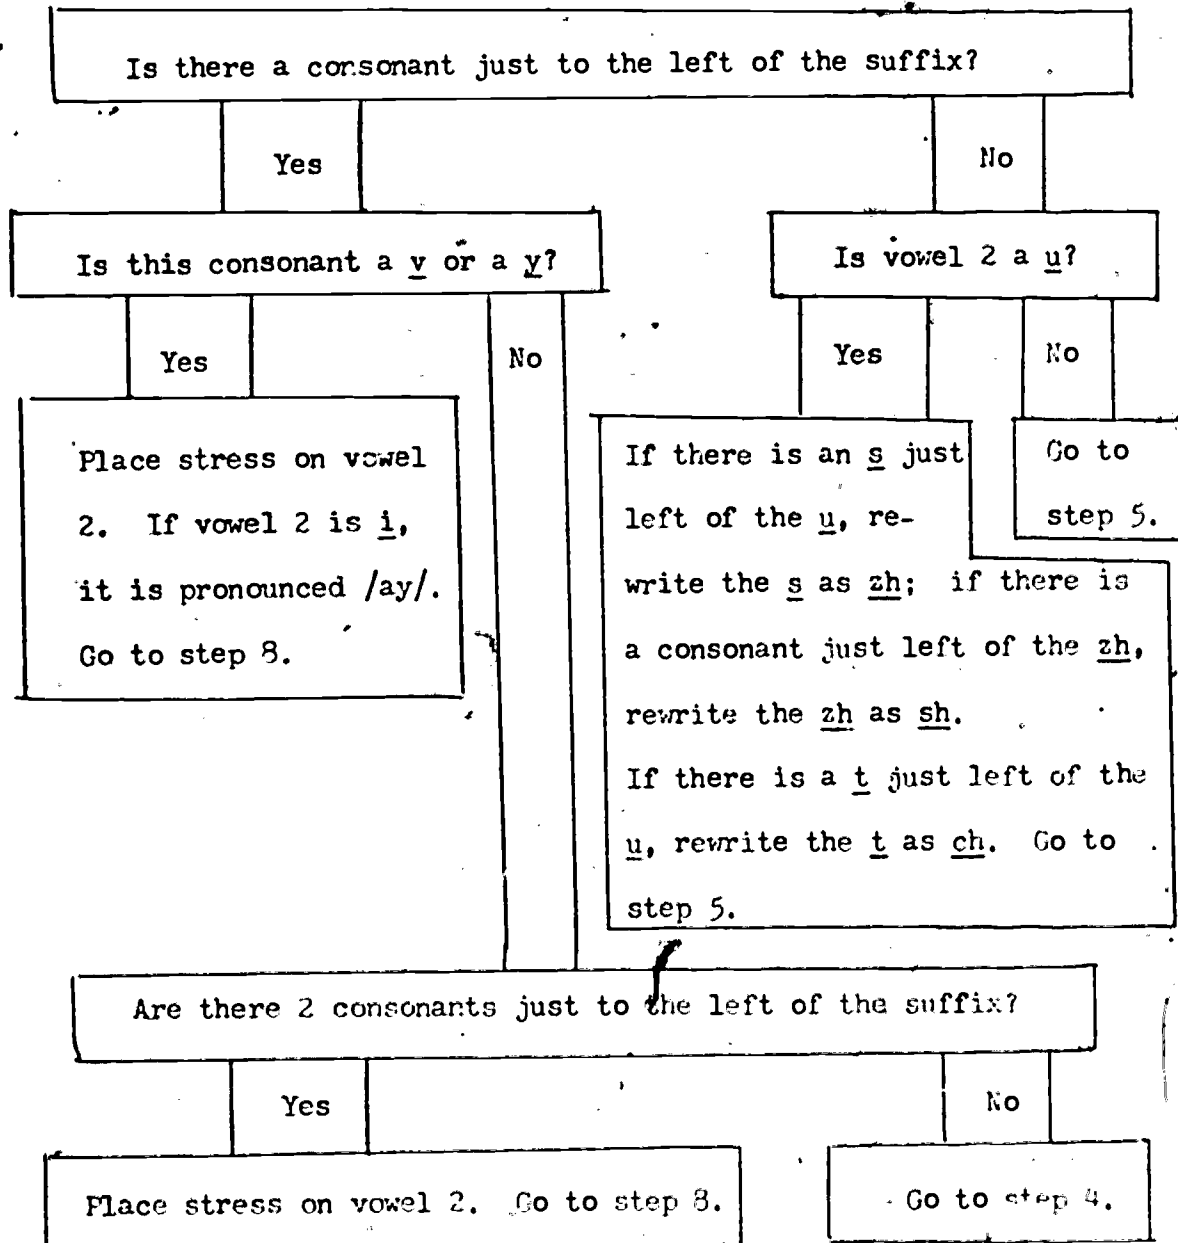 Is there a consonant just to the left of the suffix?
Yes
No
Is this consonant a v or a y?
Is vowel 2 a u?
Yes
No
Yes
No
Place stress on vowel
2. If vowel 2 is i,
it is pronounced /ay/.
Go to step 8.
If there is an s just
left of the u, re-
write the s as zh; if there is
a consonant just left of the zh,
rewrite the zh as sh.
If there is a t just left of the
u, rewrite the t as ch. Go to
step 5.
Go to
step 5.
Are there 2 consonants just to the left of the suffix?
Yes
No
Place stress on vowel 2. Go to step 8.
Go to step 4.